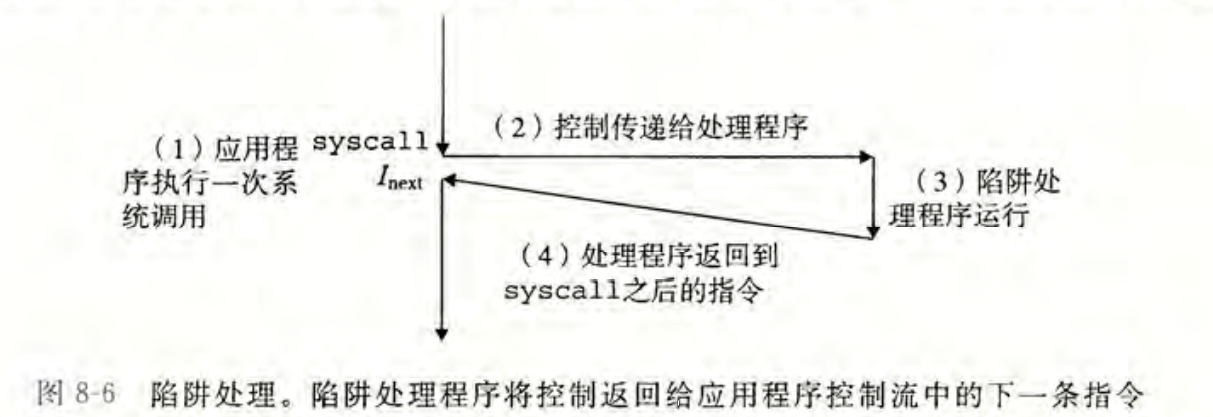 (1)应用程
序执行一次系
统调用
syscall
Inext
(2)控制传递给处理程序
(3)陷阱处
理程序运行
(4)处理程序返回到
syscall之后的指令
图 8-6 陷阱处理。陷阱处理程序将控制返回给应用程序控制流中的下一条指令